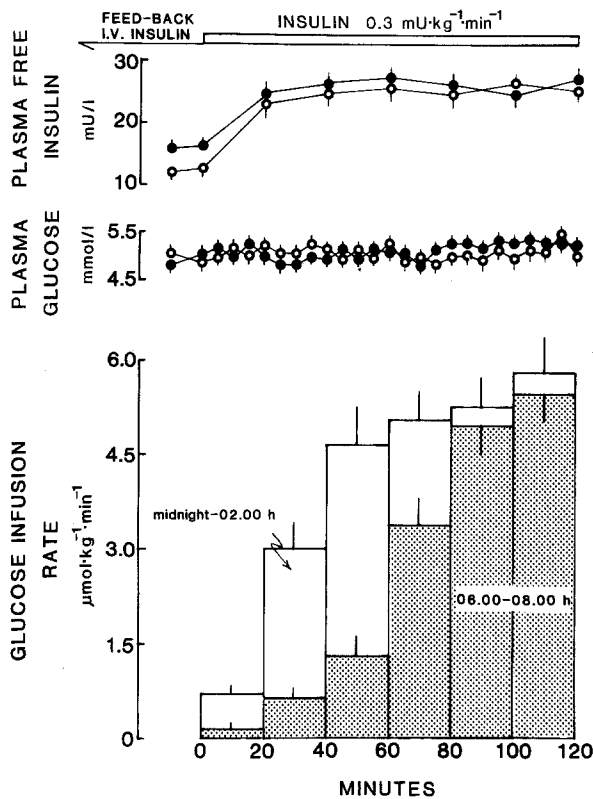 FEED-BACK
I.V. INSULIN
INSULIN 0.3 mU·kg⁻¹·min⁻¹
PLASMA FREE
INSULIN
mU/l
30
20
10
PLASMA
GLUCOSE
mmol/l
5.5
4.5
GLUCOSE INFUSION
RATE
µmol·kg⁻¹·min⁻¹
6.0
4.5
3.0
1.5
0
midnight-02.00 h
06.00-08.00 h
0 20 40 60 80 100 120
MINUTES